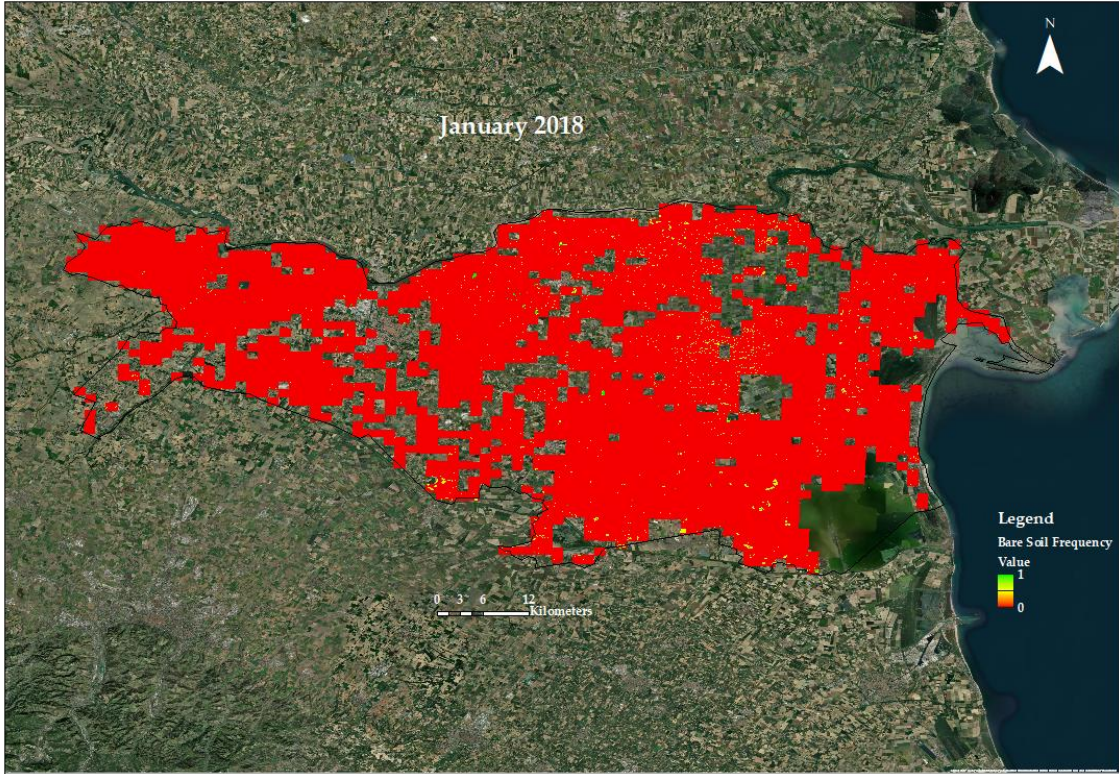 N
January 2018
Legend
Bare Soil Frequency
Value
1
0
0 3 6 12
Kilometers